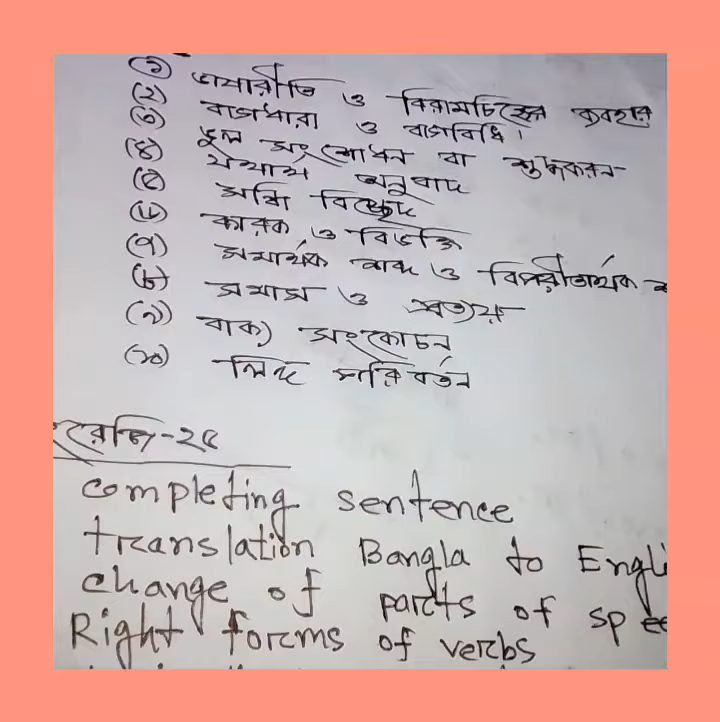 (১) ভাষারীতি ও বিরামচিহ্নের ব্যবহার
(২) বাগধারা ও বাগবিধি।
(৩) ভুল সংশোধন বা শুদ্ধকরন
(৪) যথার্থ অনুবাদ
(৫) সন্ধি বিচ্ছেদ
(৬) কারক ও বিভক্তি
(৭) সমার্থক শব্দ ও বিপরীতার্থক
(৮) সমাস ও প্রত্যয়
(৯) বাক্য সংকোচন
(১০) লিঙ্গ পরিবর্তন
ংরেজি-২৫
completing sentence
translation Bangla to Engli
change of parts of spee
Right forms of verbs